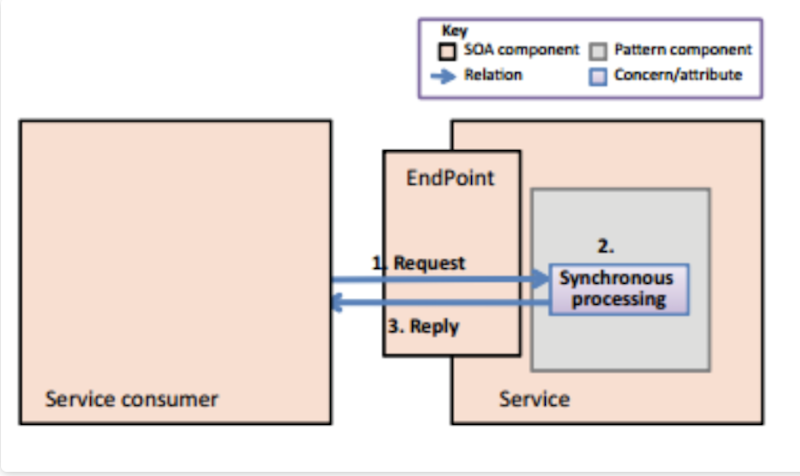 Key
SOA component
Pattern component
Relation
Concern/attribute
EndPoint
1. Request
2.
Synchronous
processing
3. Reply
Service consumer
Service